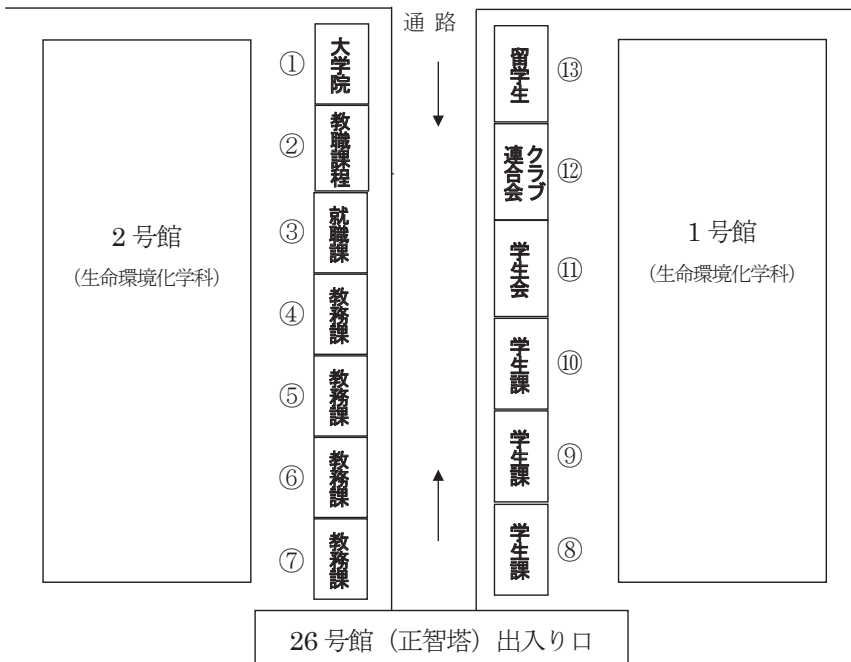 通 路
① 大学院
② 教職課程
③ 就職課
④ 教務課
⑤ 教務課
⑥ 教務課
⑦ 教務課
2 号館
(生命環境化学科)
留学生 ⑬
クラブ
連合会 ⑫
学生大会 ⑪
学生課 ⑩
学生課 ⑨
学生課 ⑧
1 号館
(生命環境化学科)
26 号館（正智塔）出入り口